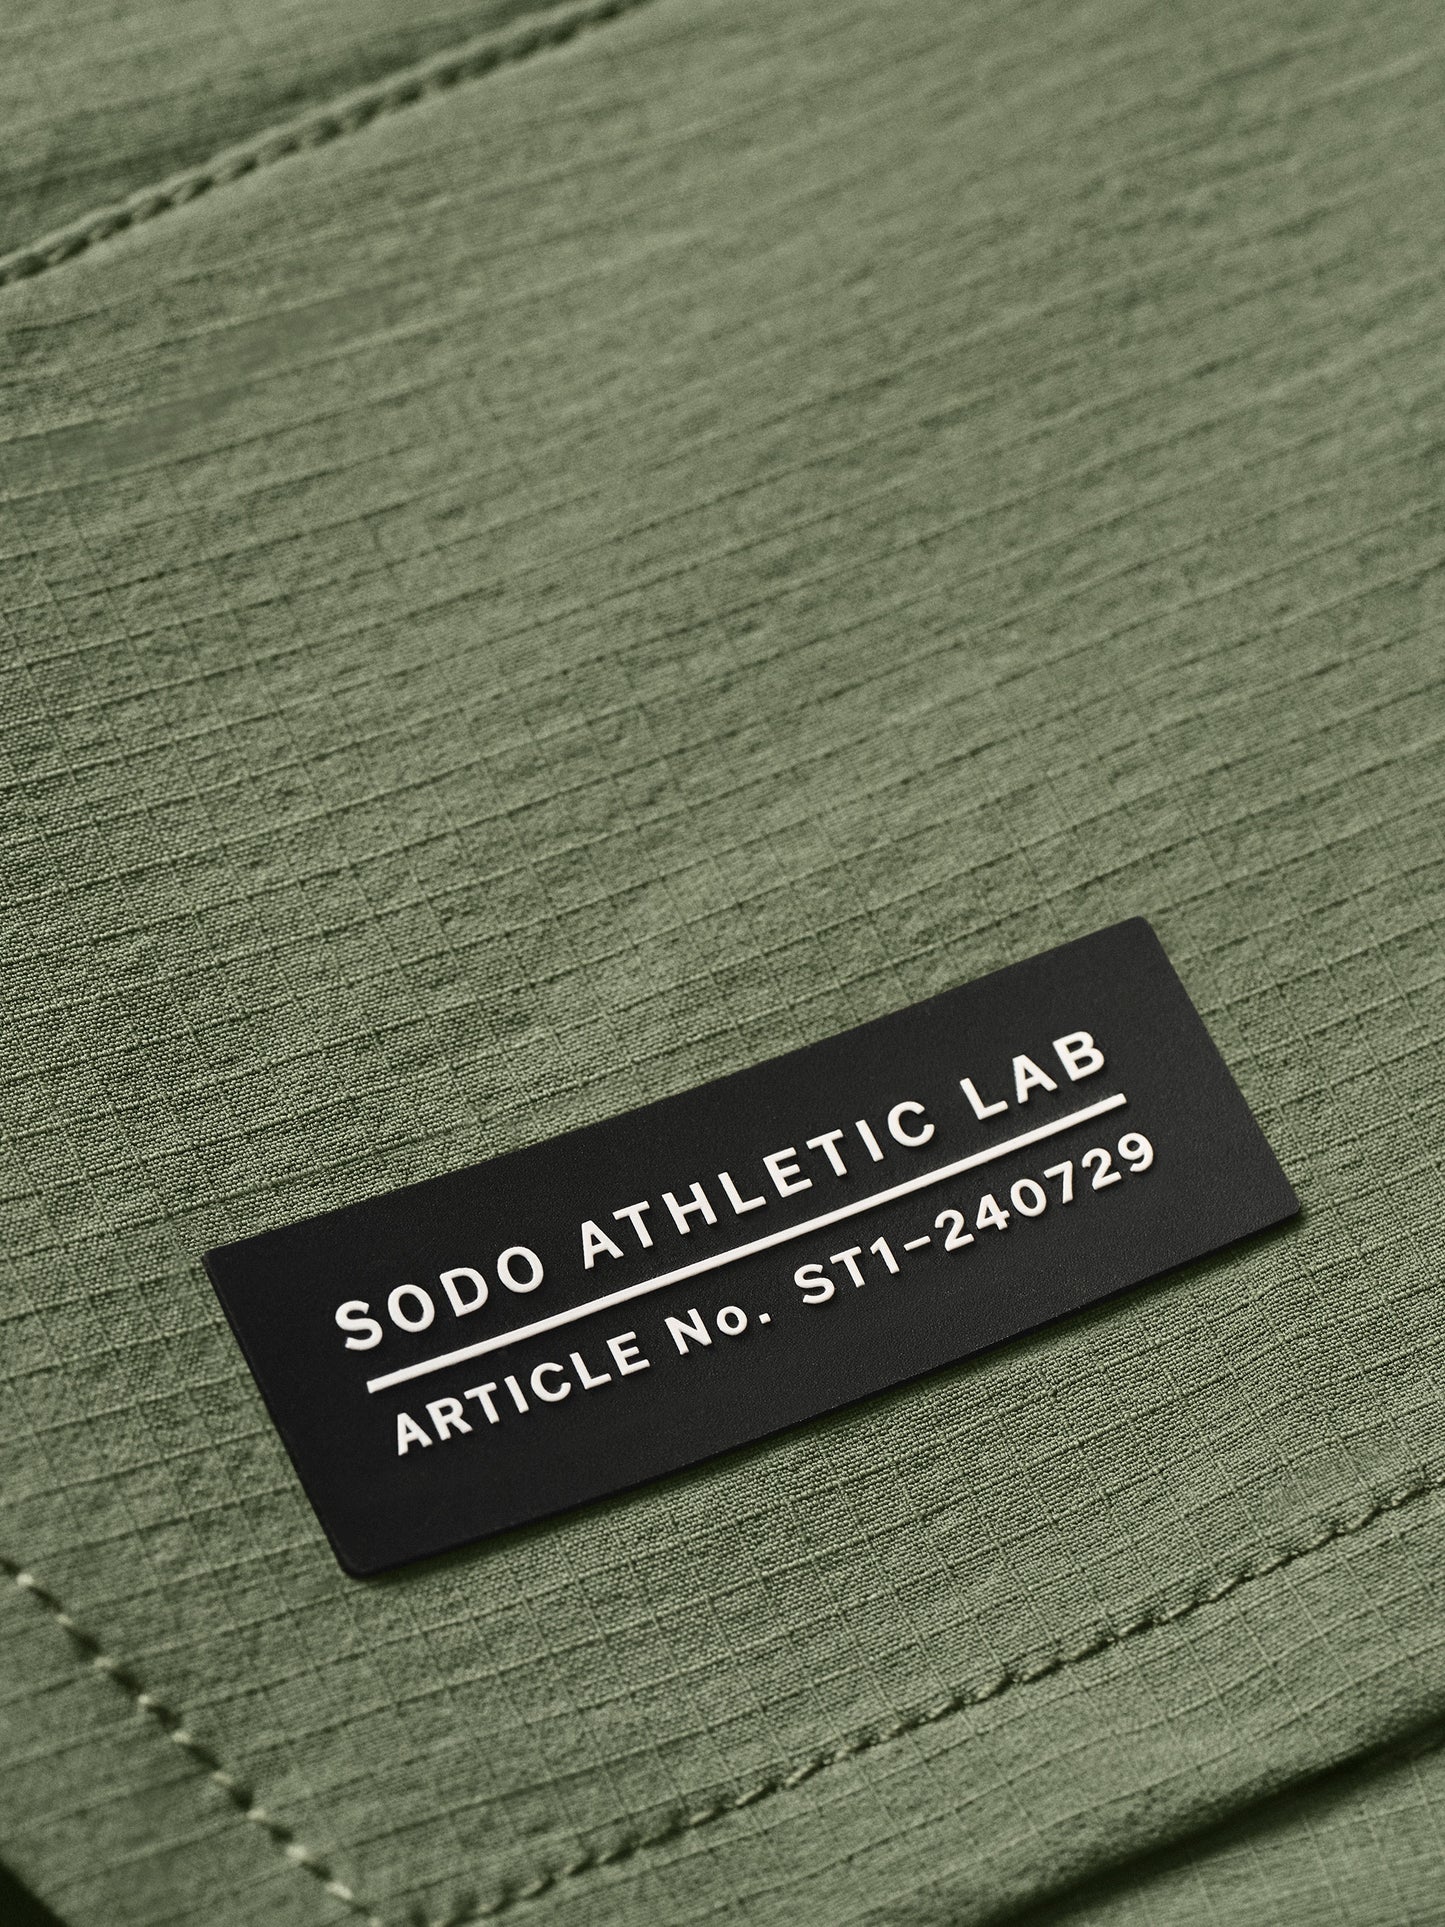 SODO ATHLETIC LAB
ARTICLE No. ST1-240729